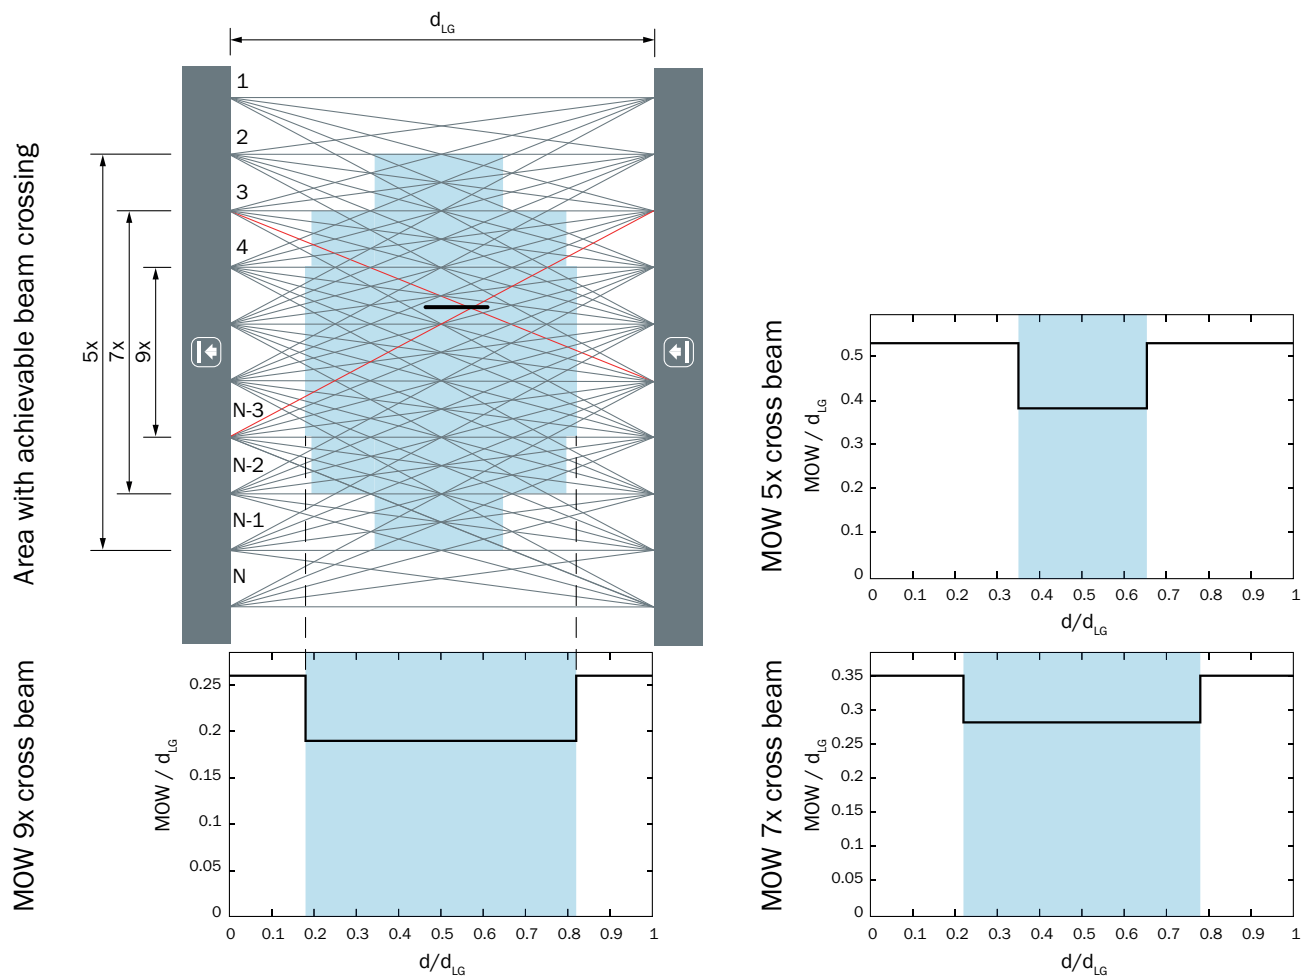 d_LG
Area with achievable beam crossing
5x
7x
9x
1
2
3
4
N-3
N-2
N-1
N
MOW 5x cross beam
MOW / d_LG
0.5
0.4
0.3
0.2
0.1
0
0 0.1 0.2 0.3 0.4 0.5 0.6 0.7 0.8 0.9 1
d/d_LG
MOW 9x cross beam
MOW / d_LG
0.25
0.2
0.15
0.1
0.05
0
0 0.1 0.2 0.3 0.4 0.5 0.6 0.7 0.8 0.9 1
d/d_LG
MOW 7x cross beam
MOW / d_LG
0.35
0.3
0.25
0.2
0.15
0.1
0.05
0
0 0.1 0.2 0.3 0.4 0.5 0.6 0.7 0.8 0.9 1
d/d_LG